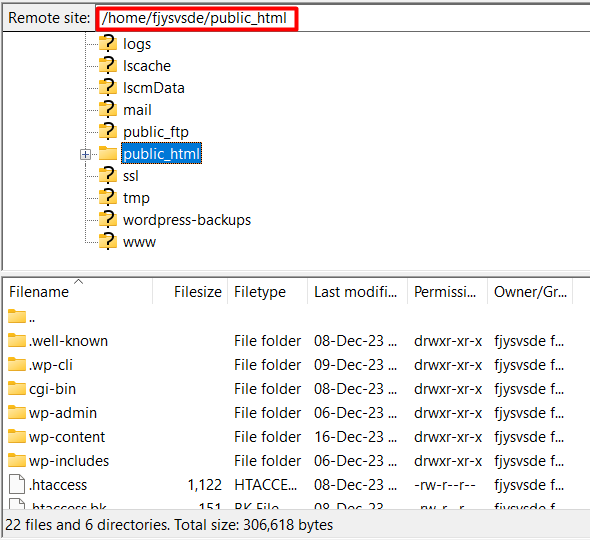 Remote site: /home/fjysvsde/public_html
logs
lscache
lscmData
mail
public_ftp
public_html
ssl
tmp
wordpress-backups
www
Filename Filesize Filetype Last modifi... Permissi... Owner/Gr...
..
.well-known File folder 08-Dec-23 drwxr-xr-x fjysvsde f...
.wp-cli File folder 09-Dec-23 drwxr-xr-x fjysvsde f...
cgi-bin File folder 08-Dec-23 drwxr-xr-x fjysvsde f...
wp-admin File folder 06-Dec-23 drwxr-xr-x fjysvsde f...
wp-content File folder 16-Dec-23 drwxr-xr-x fjysvsde f...
wp-includes File folder 06-Dec-23 drwxr-xr-x fjysvsde f...
.htaccess 1,122 HTACCE... 08-Dec-23 -rw-r--r-- fjysvsde f...
.htaccess.bk 151 BK File 08-Dec-23 -rw-r--r-- fjysvsde f...
22 files and 6 directories. Total size: 306,618 bytes